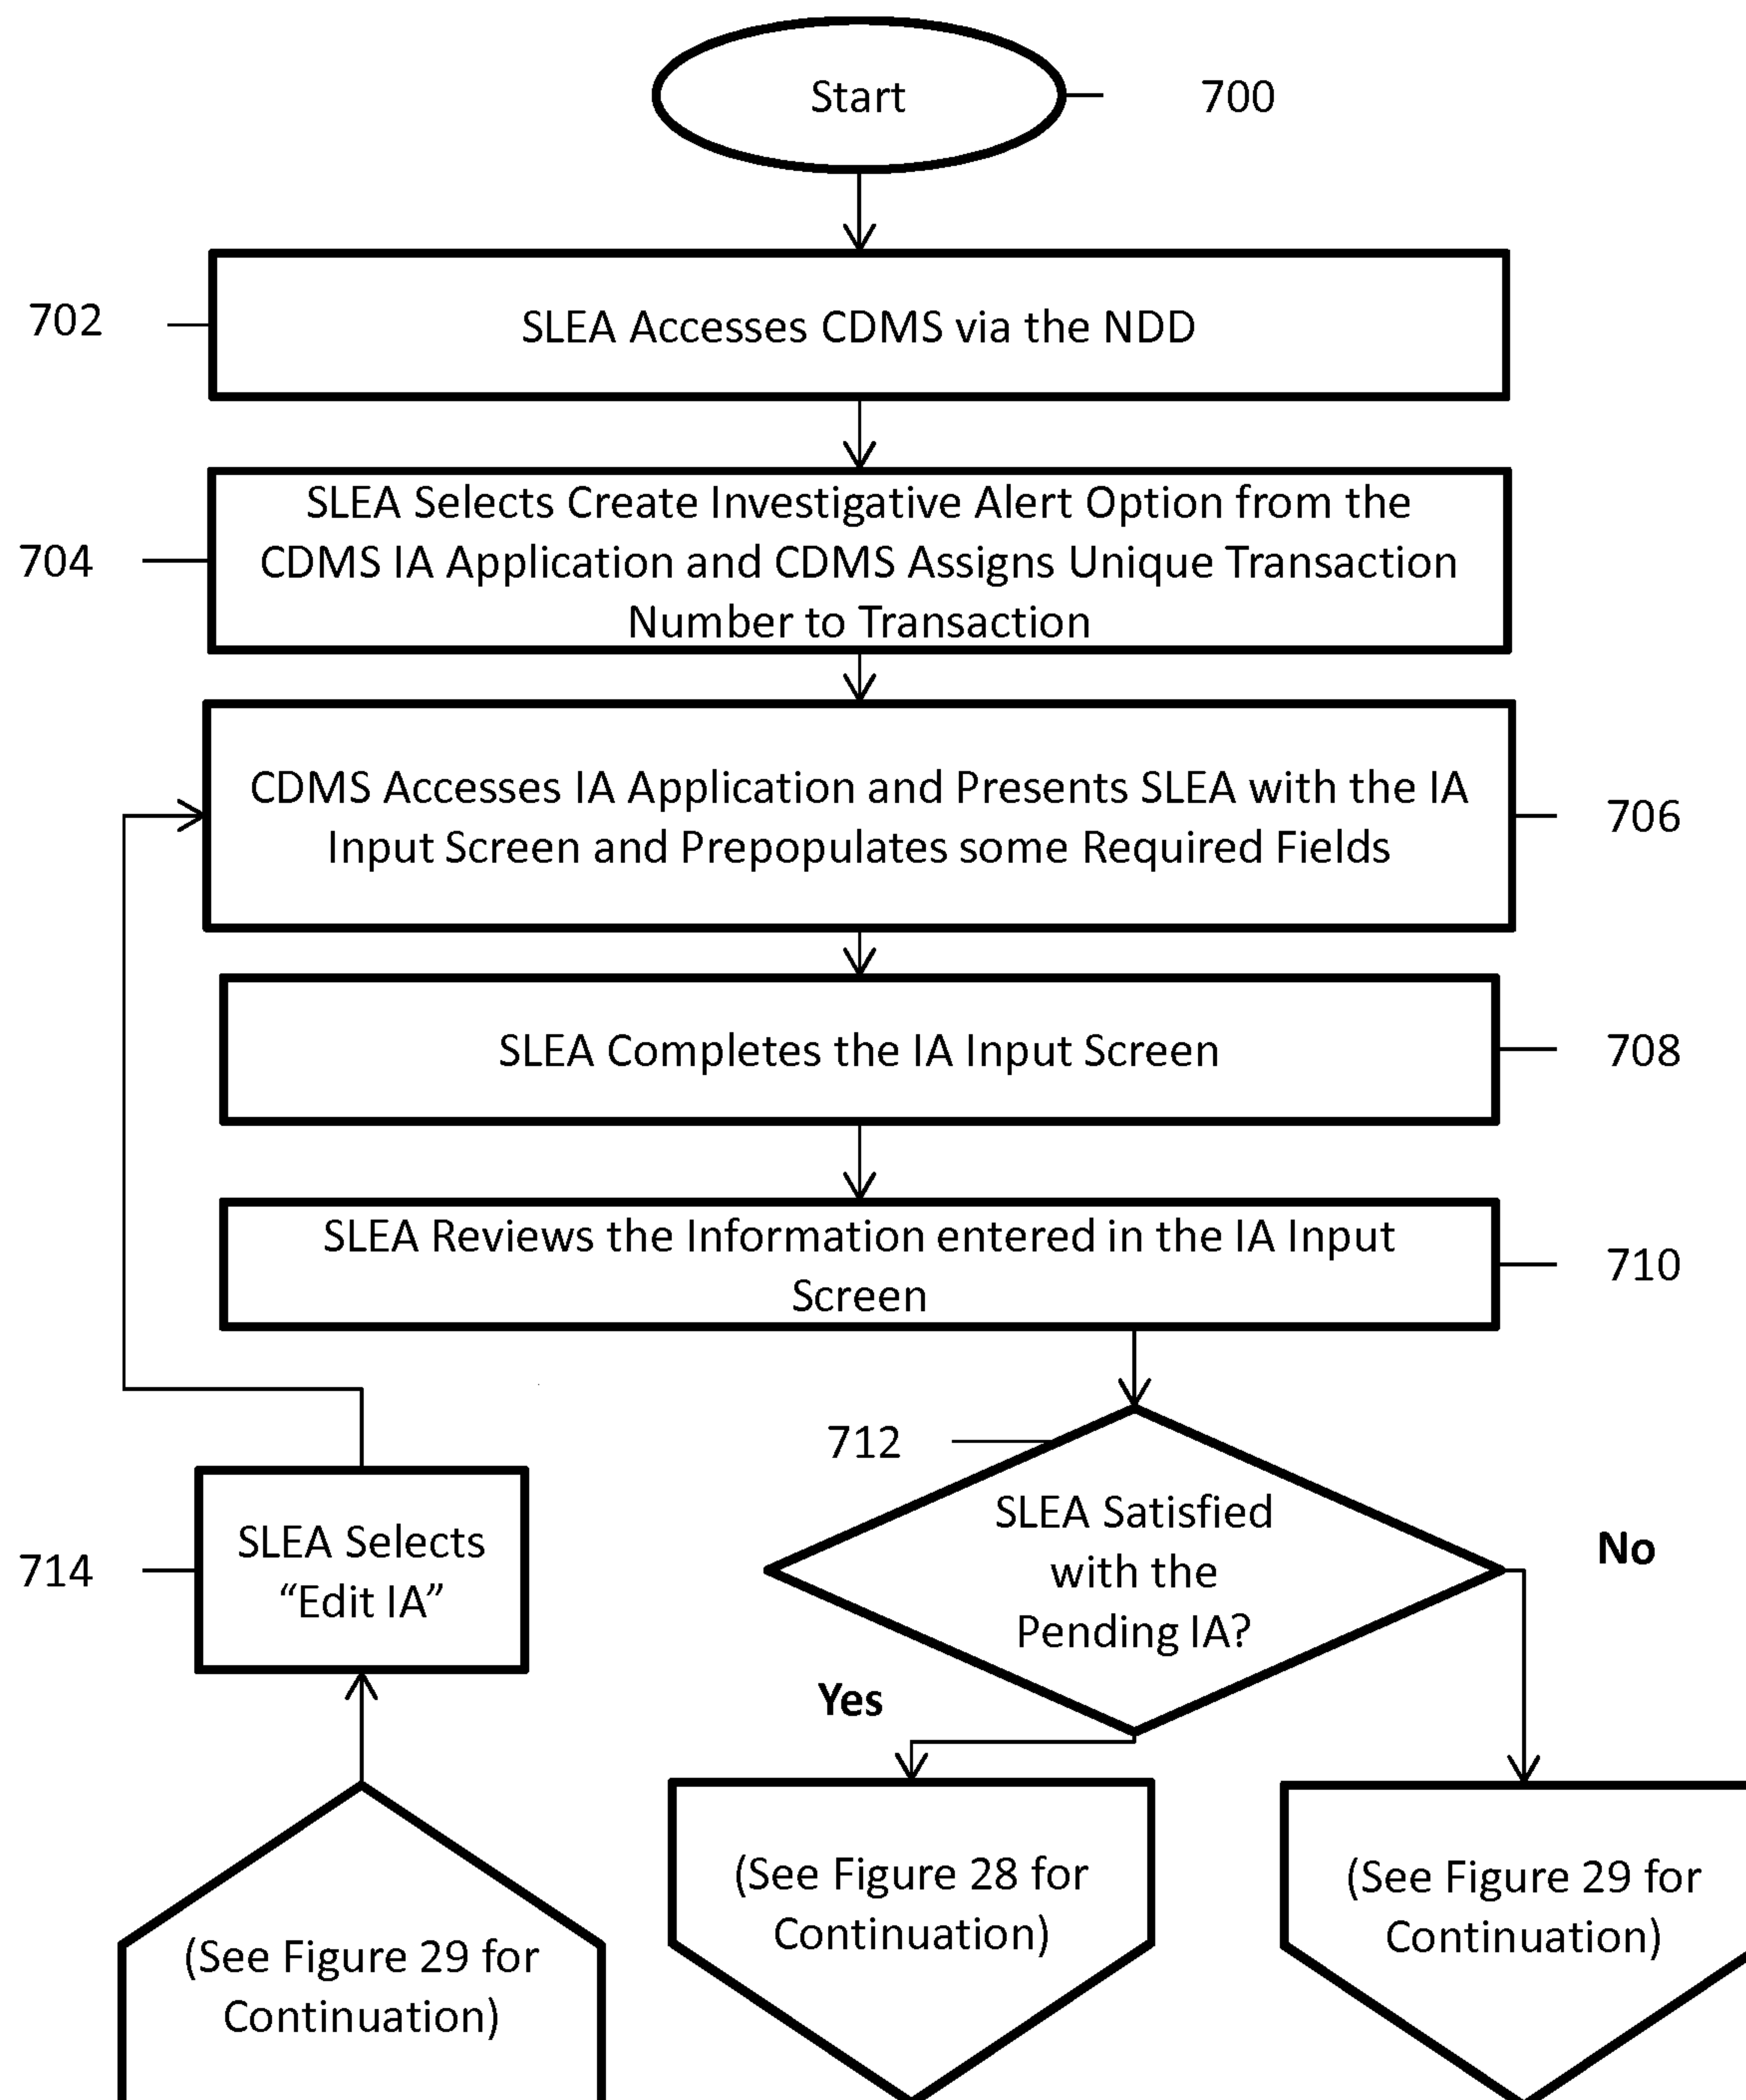 Start
700
702
SLEA Accesses CDMS via the NDD
SLEA Selects Create Investigative Alert Option from the
704
CDMS IA Application and CDMS Assigns Unique Transaction
Number to Transaction
CDMS Accesses IA Application and Presents SLEA with the IA
Input Screen and Prepopulates some Required Fields
706
SLEA Completes the IA Input Screen
708
SLEA Reviews the Information entered in the IA Input
Screen
710
712
SLEA Satisfied
with the
Pending IA?
No
Yes
714
SLEA Selects
“Edit IA”
(See Figure 29 for
Continuation)
(See Figure 28 for
Continuation)
(See Figure 29 for
Continuation)